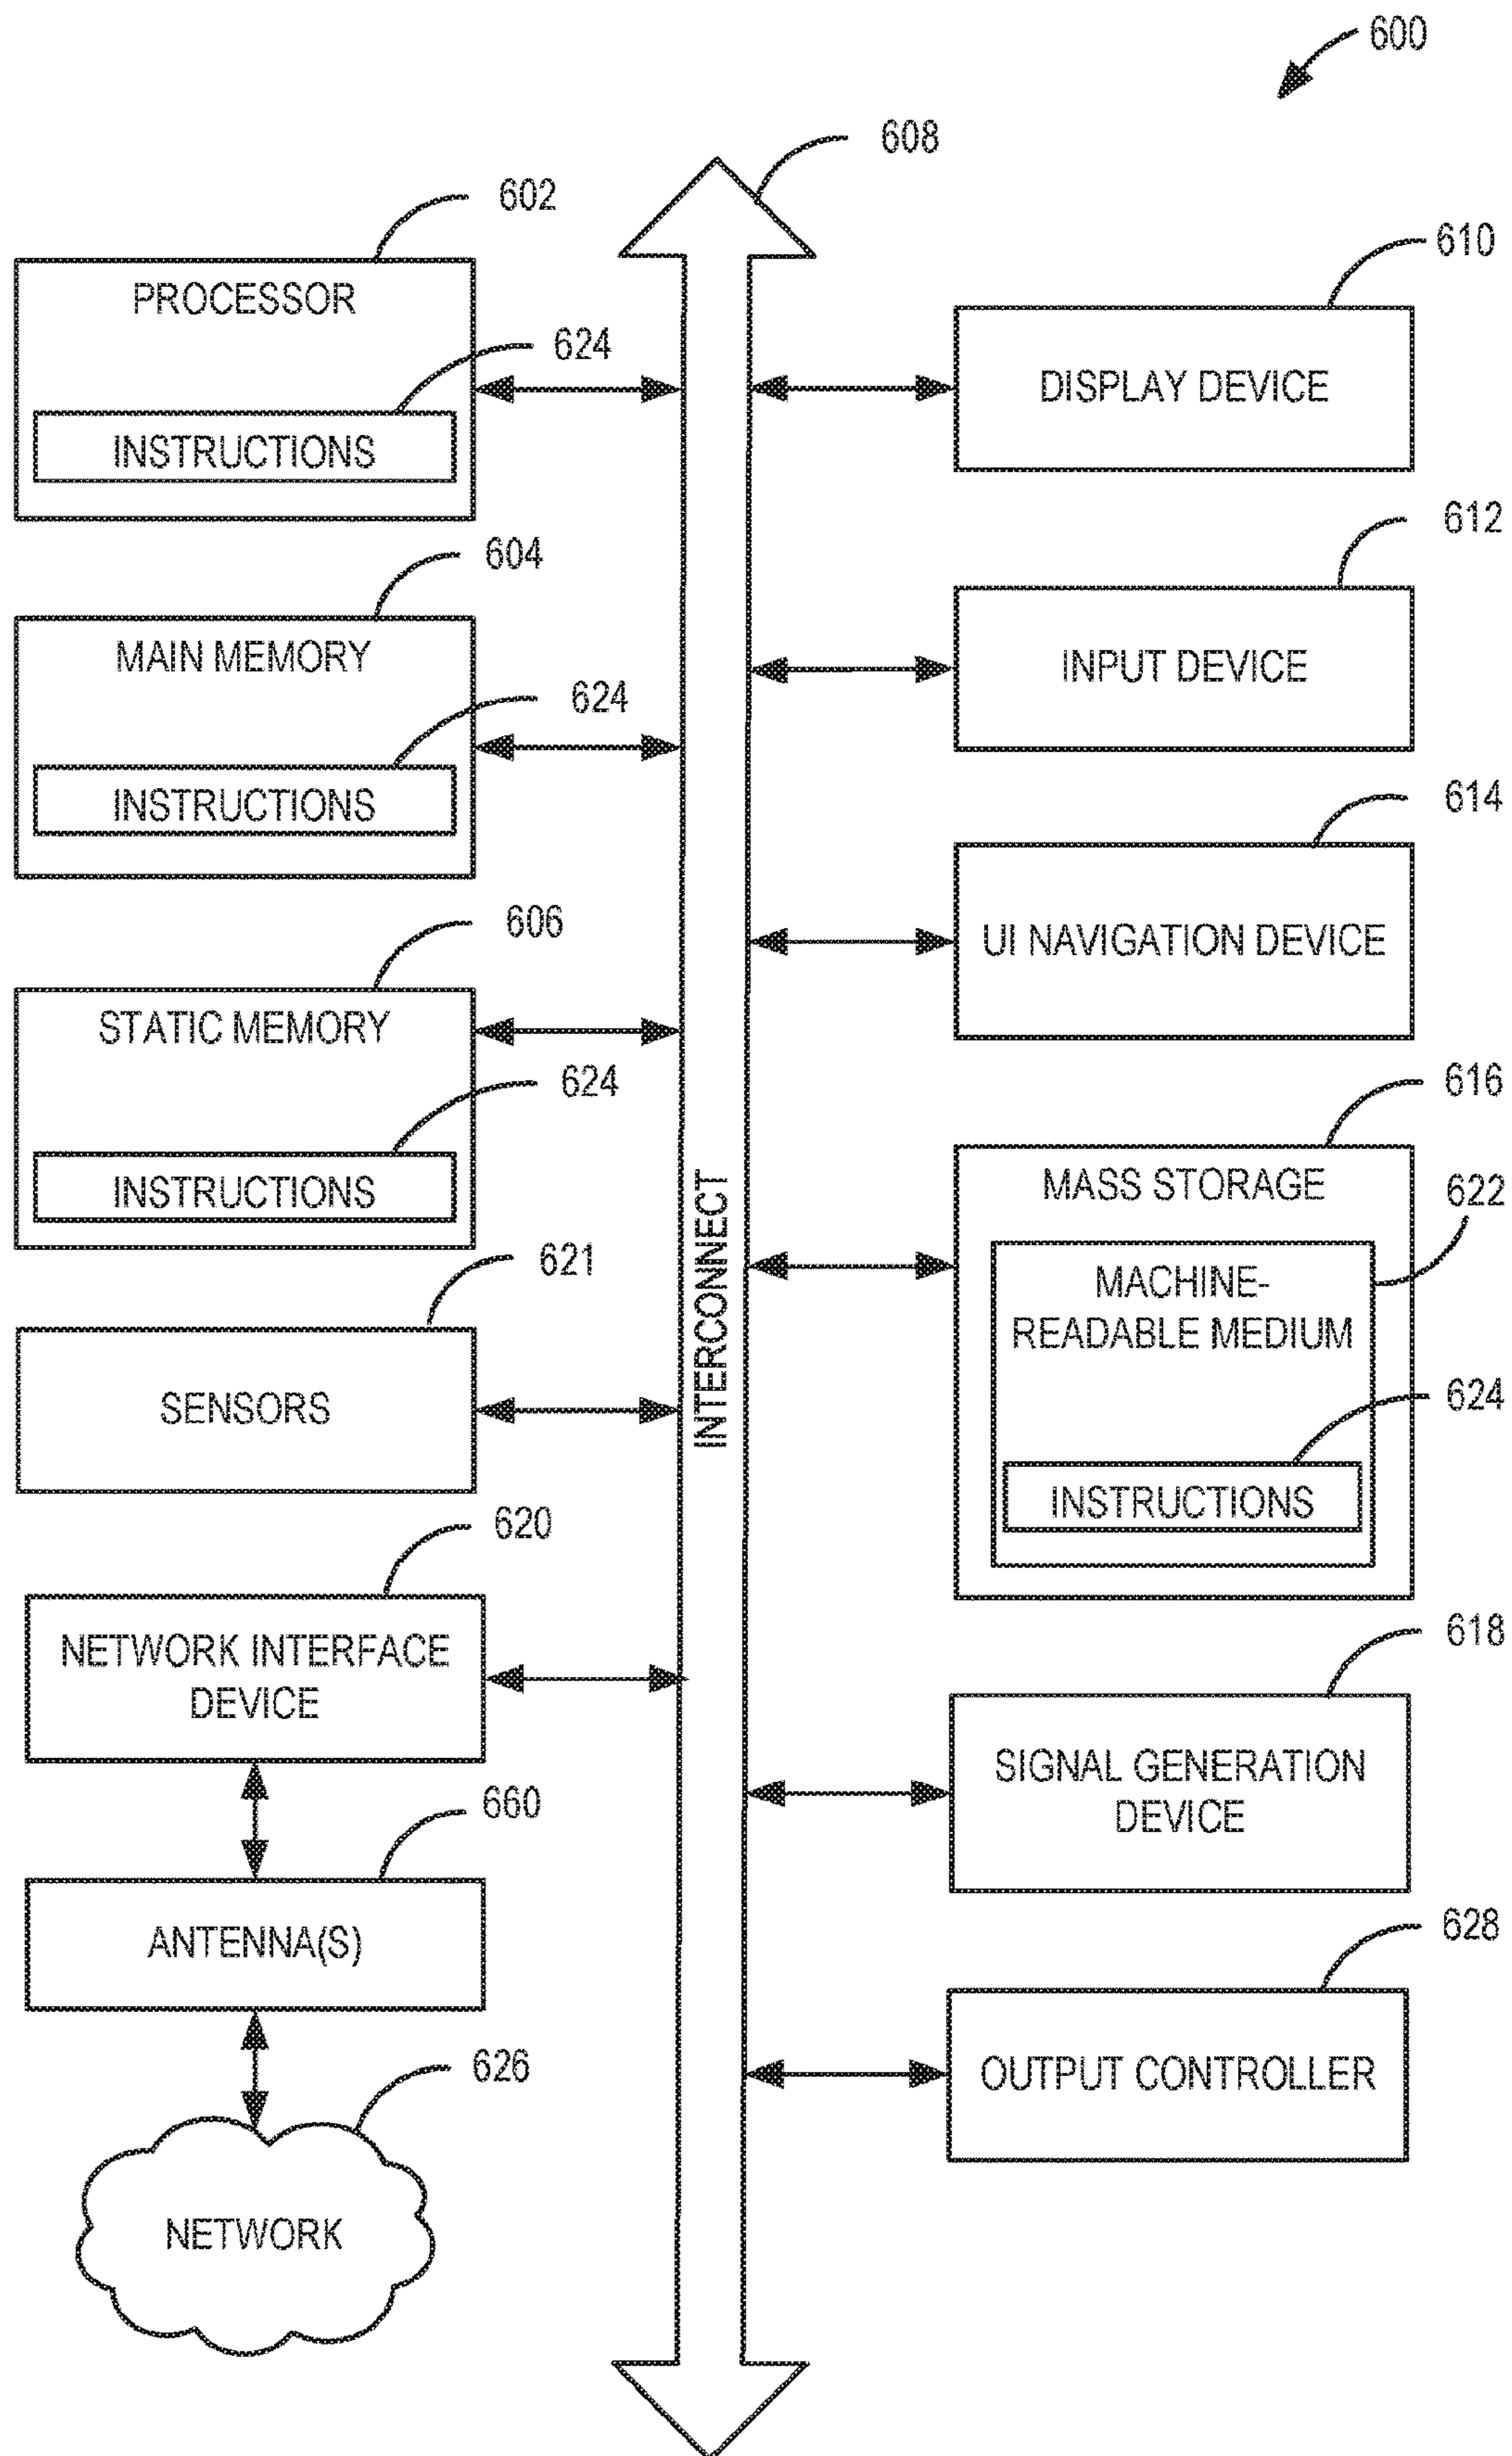 600
608
602
PROCESSOR
624
INSTRUCTIONS
604
MAIN MEMORY
624
INSTRUCTIONS
606
STATIC MEMORY
624
INSTRUCTIONS
621
SENSORS
620
NETWORK INTERFACE
DEVICE
660
ANTENNA(S)
626
NETWORK
INTERCONNECT
610
DISPLAY DEVICE
612
INPUT DEVICE
614
UI NAVIGATION DEVICE
616
MASS STORAGE
622
MACHINE-
READABLE MEDIUM
624
INSTRUCTIONS
618
SIGNAL GENERATION
DEVICE
628
OUTPUT CONTROLLER